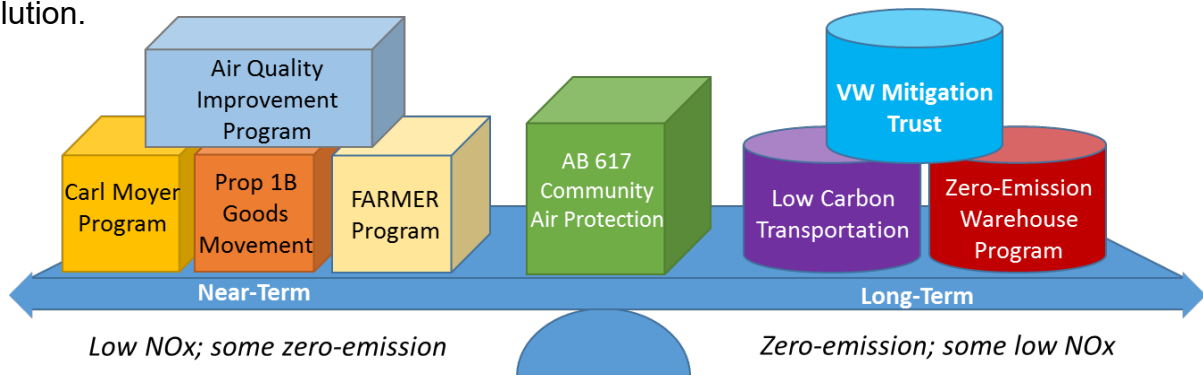 lution.
Air Quality
Improvement
Program
Carl Moyer
Program
Prop 1B
Goods
Movement
FARMER
Program
AB 617
Community
Air Protection
VW Mitigation
Trust
Low Carbon
Transportation
Zero-Emission
Warehouse
Program
Near-Term
Long-Term
Low NOx; some zero-emission
Zero-emission; some low NOx